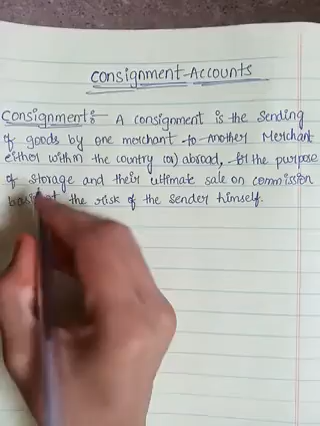 Consignment Accounts
Consignment:- A consignment is the sending
of goods by one merchant to another Merchant
either within the country (or) abroad, for the purpose
of storage and their ultimate sale on commission
the risk of the sender himself.